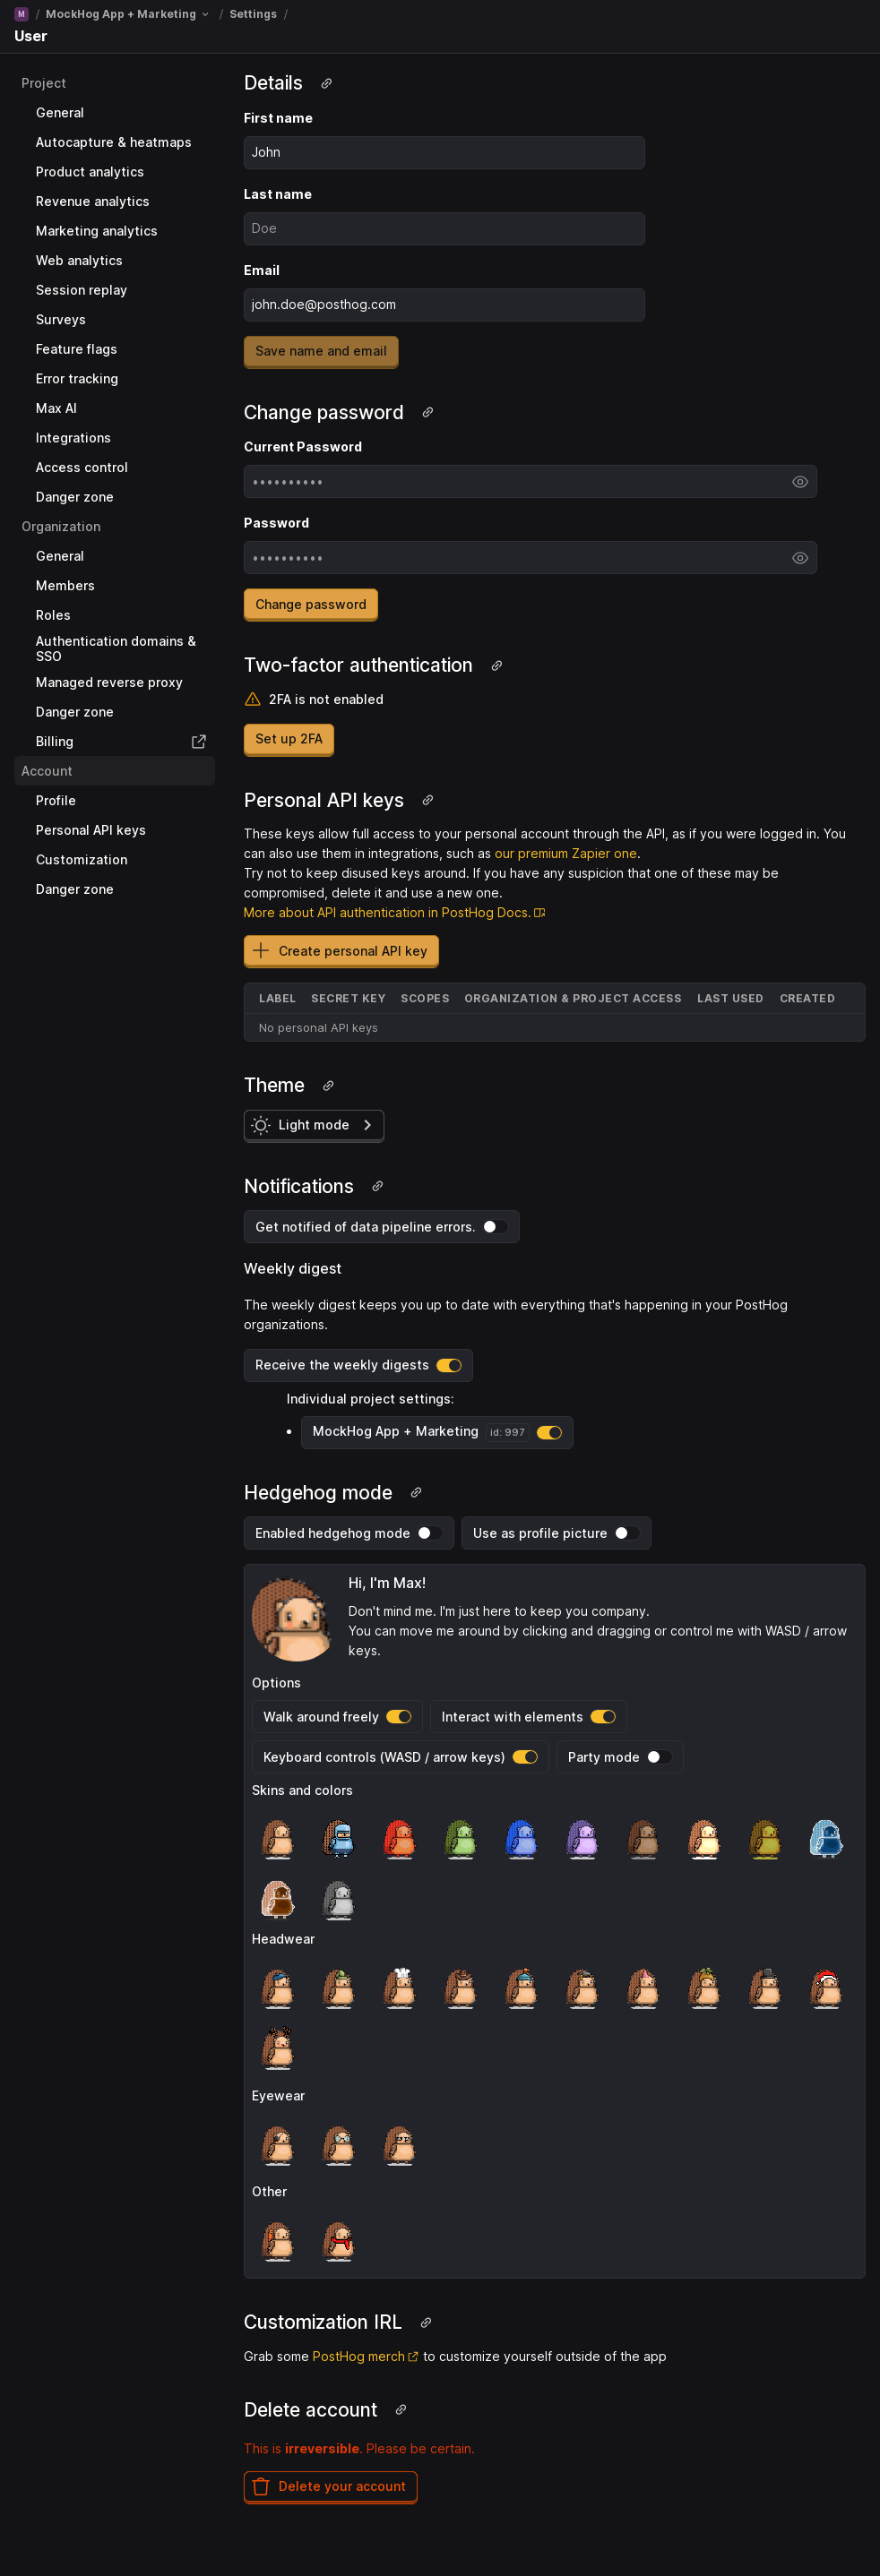 M / MockHog App + Marketing / Settings /
User
Project
General
Autocapture & heatmaps
Product analytics
Revenue analytics
Marketing analytics
Web analytics
Session replay
Surveys
Feature flags
Error tracking
Max AI
Integrations
Access control
Danger zone
Organization
General
Members
Roles
Authentication domains &
SSO
Managed reverse proxy
Danger zone
Billing
Account
Profile
Personal API keys
Customization
Danger zone
Details
First name
John
Last name
Doe
Email
john.doe@posthog.com
Save name and email
Change password
Current Password
••••••••••
Password
••••••••••
Change password
Two-factor authentication
2FA is not enabled
Set up 2FA
Personal API keys
These keys allow full access to your personal account through the API, as if you were logged in. You
can also use them in integrations, such as our premium Zapier one.
Try not to keep disused keys around. If you have any suspicion that one of these may be
compromised, delete it and use a new one.
More about API authentication in PostHog Docs.
Create personal API key
LABEL SECRET KEY SCOPES ORGANIZATION & PROJECT ACCESS LAST USED CREATED
No personal API keys
Theme
Light mode
Notifications
Get notified of data pipeline errors.
Weekly digest
The weekly digest keeps you up to date with everything that's happening in your PostHog
organizations.
Receive the weekly digests
Individual project settings:
• MockHog App + Marketing id: 997
Hedgehog mode
Enabled hedgehog mode Use as profile picture
Hi, I'm Max!
Don't mind me. I'm just here to keep you company.
You can move me around by clicking and dragging or control me with WASD / arrow
keys.
Options
Walk around freely Interact with elements
Keyboard controls (WASD / arrow keys) Party mode
Skins and colors
Headwear
Eyewear
Other
Customization IRL
Grab some PostHog merch to customize yourself outside of the app
Delete account
This is irreversible. Please be certain.
Delete your account